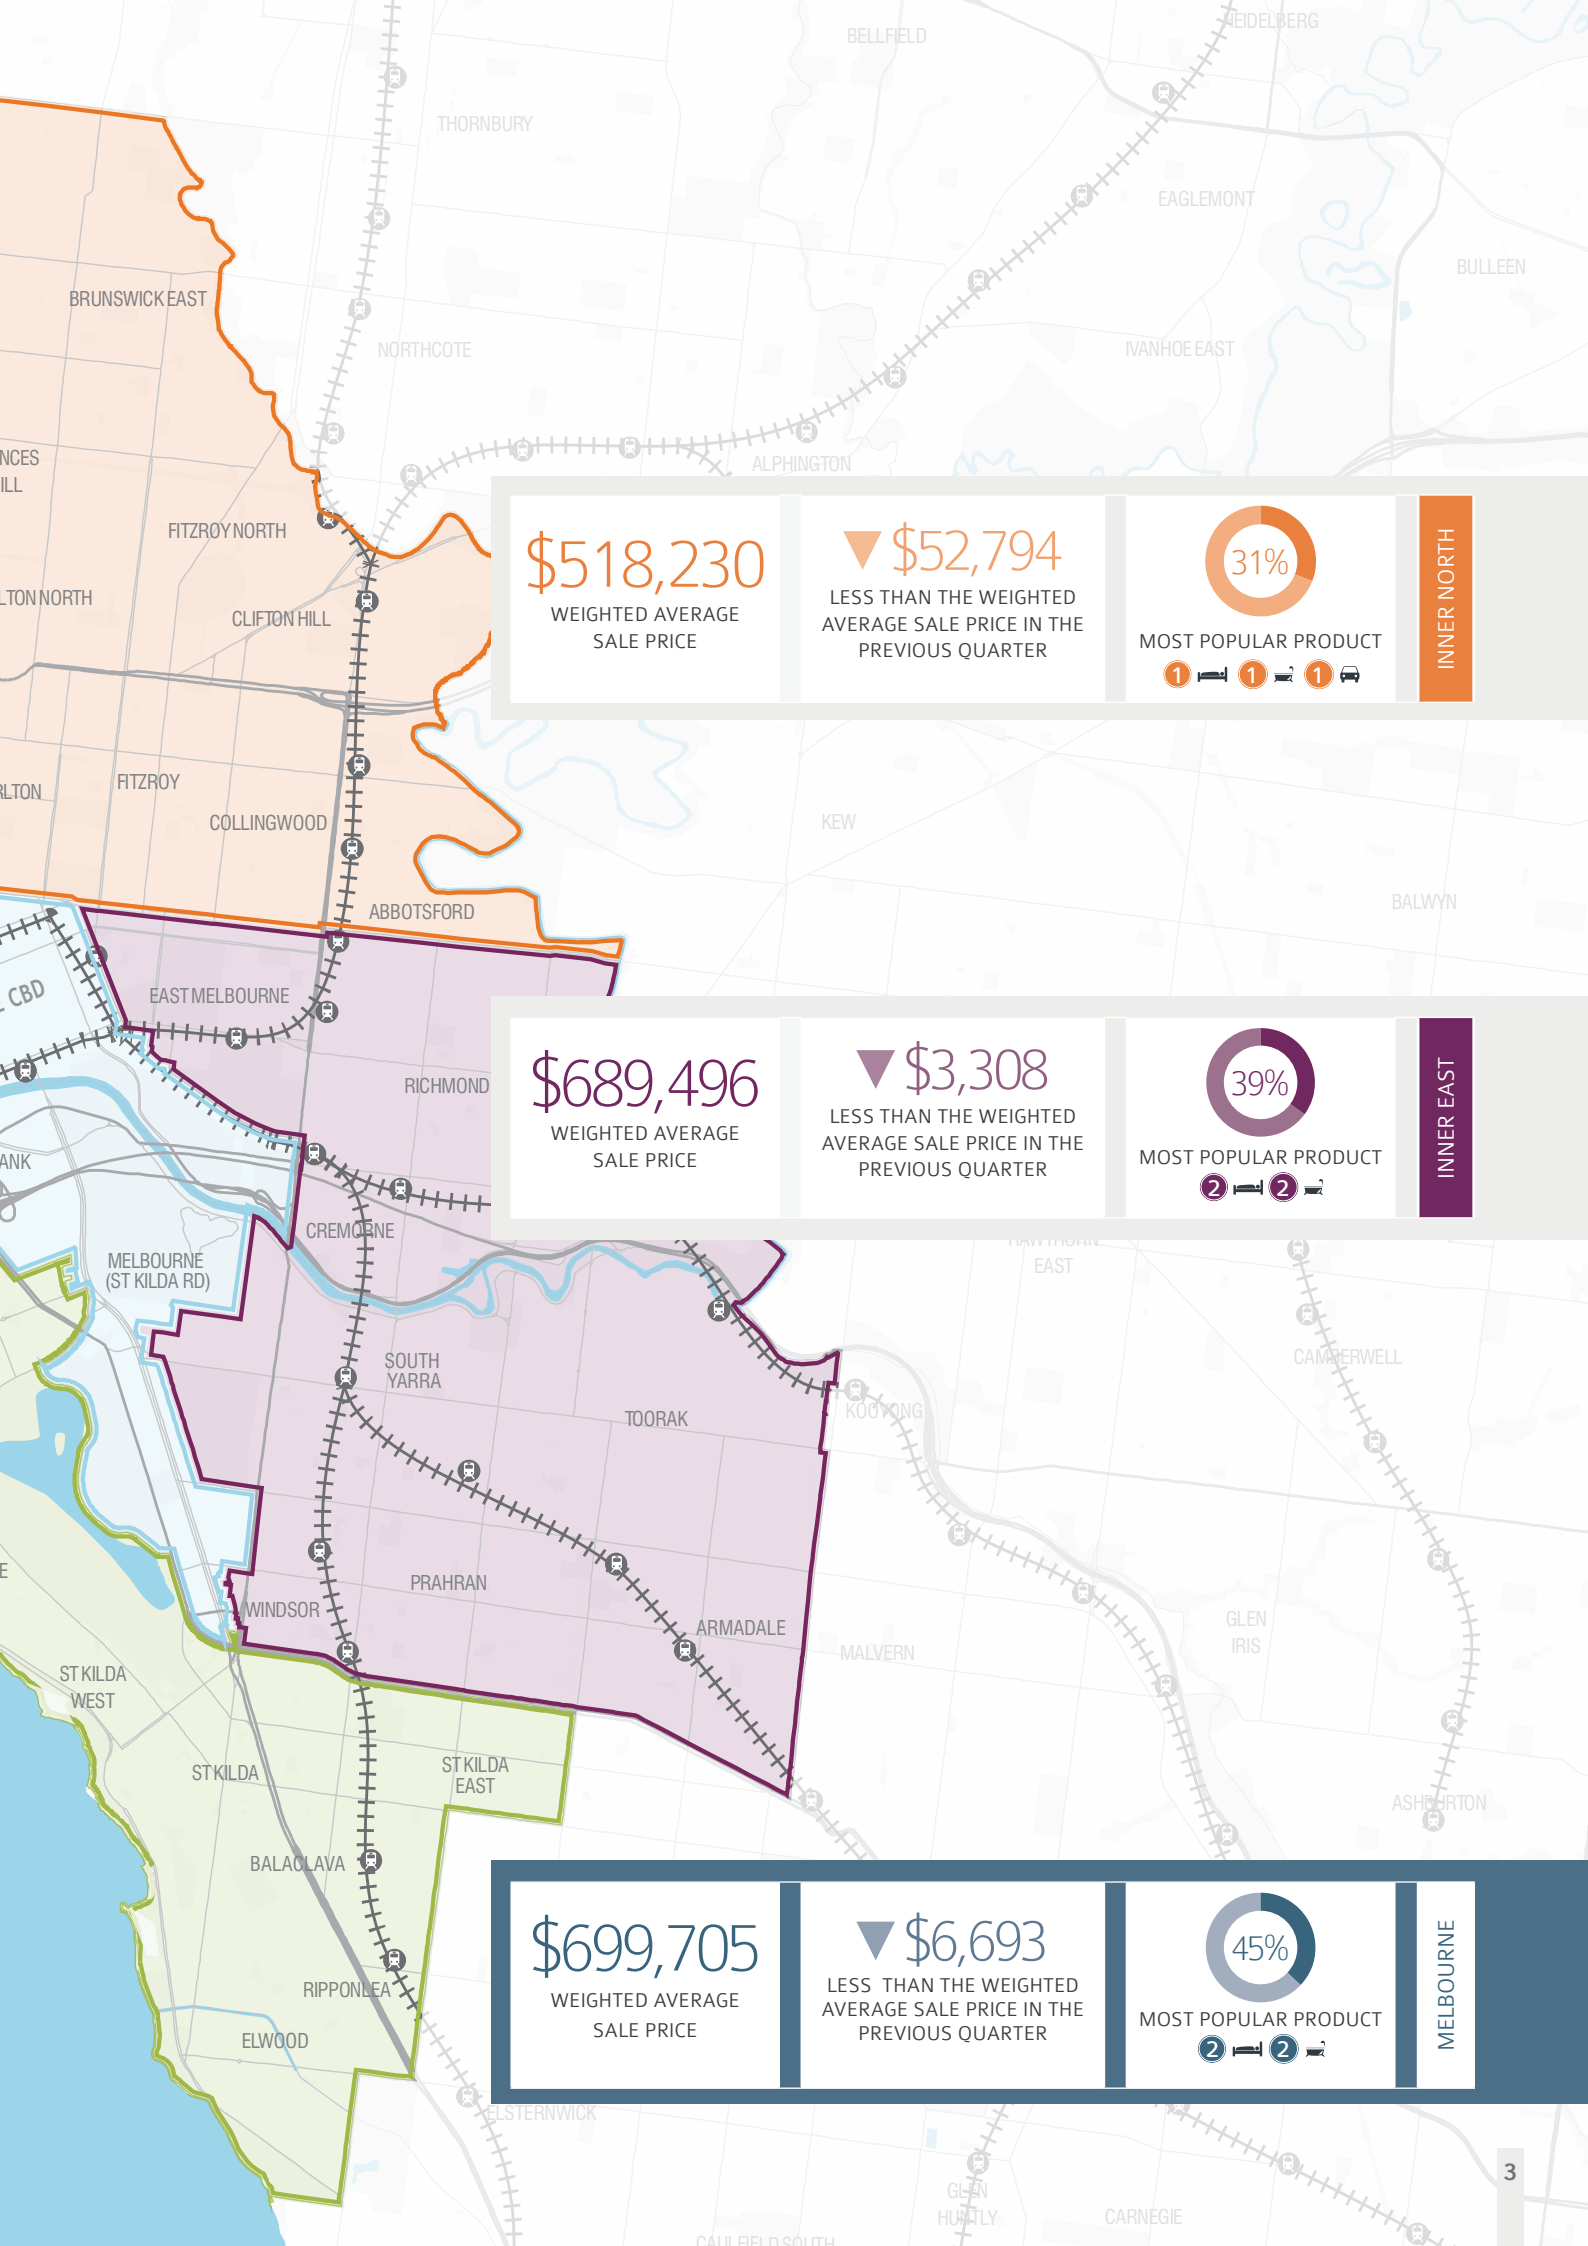 HEIDELBERG
BELLFIELD
THORNBURY
EAGLEMONT
BULLEEN
BRUNSWICK EAST
NORTHCOTE
IVANHOE EAST
NCES
ILL
ALPHINGTON
FITZROY NORTH
LTON NORTH
CLIFTON HILL
$518,230
WEIGHTED AVERAGE
SALE PRICE
$52,794
LESS THAN THE WEIGHTED
AVERAGE SALE PRICE IN THE
PREVIOUS QUARTER
31%
MOST POPULAR PRODUCT
1 1 1
INNER NORTH
FITZROY
RLTON
COLLINGWOOD
KEW
BALWYN
ABBOTSFORD
CBD
EAST MELBOURNE
RICHMOND
$689,496
WEIGHTED AVERAGE
SALE PRICE
$3,308
LESS THAN THE WEIGHTED
AVERAGE SALE PRICE IN THE
PREVIOUS QUARTER
39%
MOST POPULAR PRODUCT
2 2
INNER EAST
ANK
CREMORNE
HAWTHORN
EAST
MELBOURNE
(ST KILDA RD)
SOUTH
YARRA
CAMBERWELL
TOORAK
KOOYONG
E
PRAHRAN
WINDSOR
ARMADALE
GLEN
IRIS
MALVERN
ST KILDA
WEST
ST KILDA
ST KILDA
EAST
ASHBURTON
BALACLAVA
RIPPONLEA
ELWOOD
$699,705
WEIGHTED AVERAGE
SALE PRICE
$6,693
LESS THAN THE WEIGHTED
AVERAGE SALE PRICE IN THE
PREVIOUS QUARTER
45%
MOST POPULAR PRODUCT
2 2
MELBOURNE
ELSTERNWICK
GLEN
HUNTLY
CARNEGIE
CAULFIELD SOUTH
3